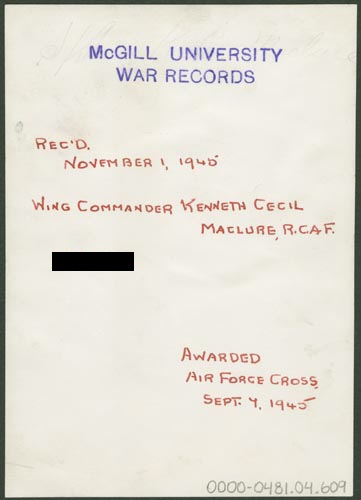 McGILL UNIVERSITY
WAR RECORDS
REC'D.
NOVEMBER 1, 1945
WING COMMANDER KENNETH CECIL
MACLURE, R.C.A.F.
AWARDED
AIR FORCE CROSS,
SEPT. 7, 1945
0000-0481.04.609